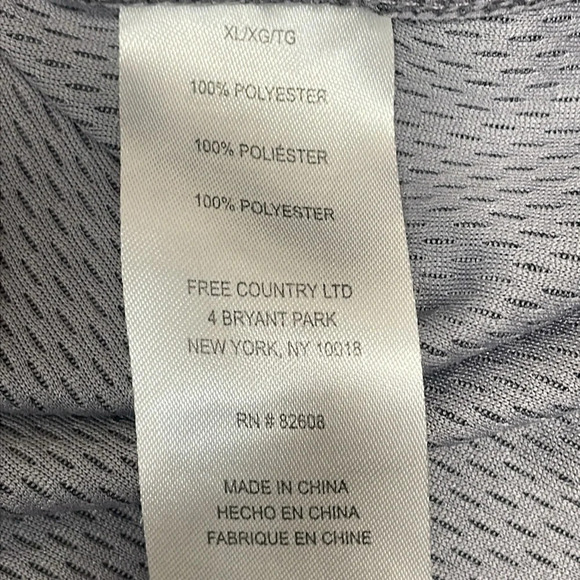 XL/XG/TG
100% POLYESTER
100% POLIÉSTER
100% POLYESTER
FREE COUNTRY LTD
4 BRYANT PARK
NEW YORK, NY 10018
RN # 82608
MADE IN CHINA
HECHO EN CHINA
FABRIQUE EN CHINE